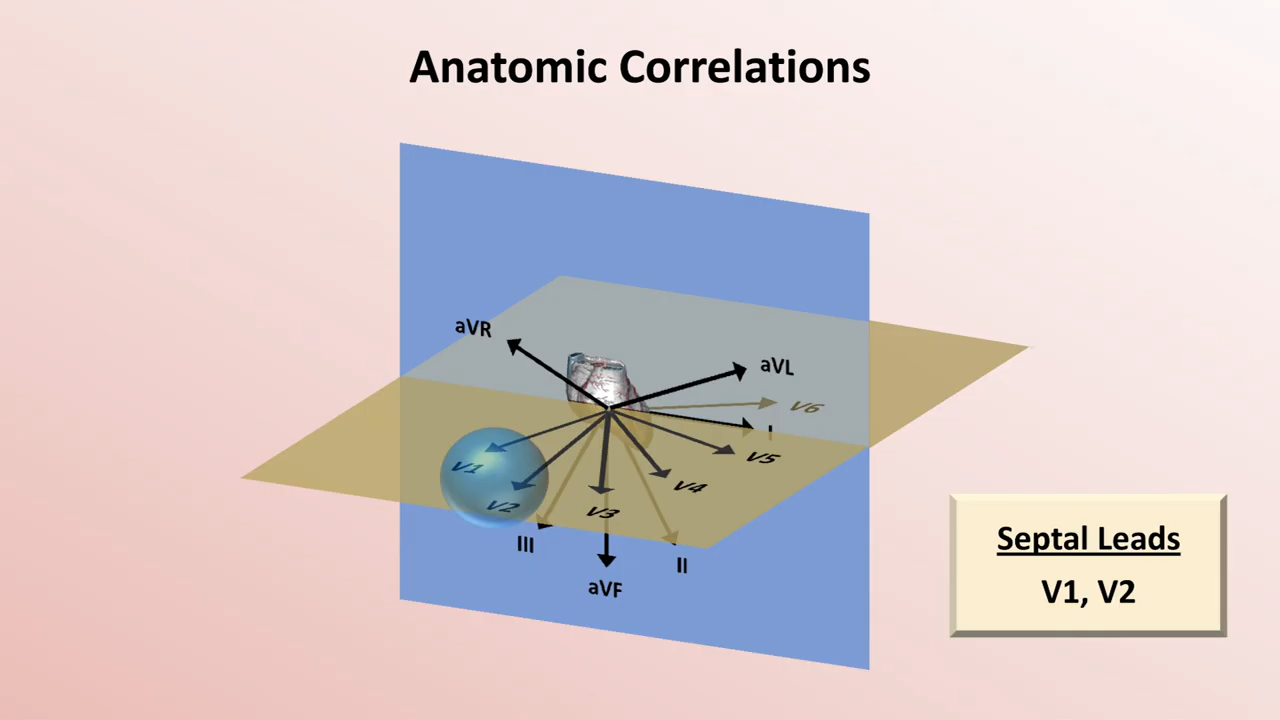 Anatomic Correlations
aVR
aVL
V6
I
V5
V1
V4
V2
V3
III
II
aVF
Septal Leads
V1, V2